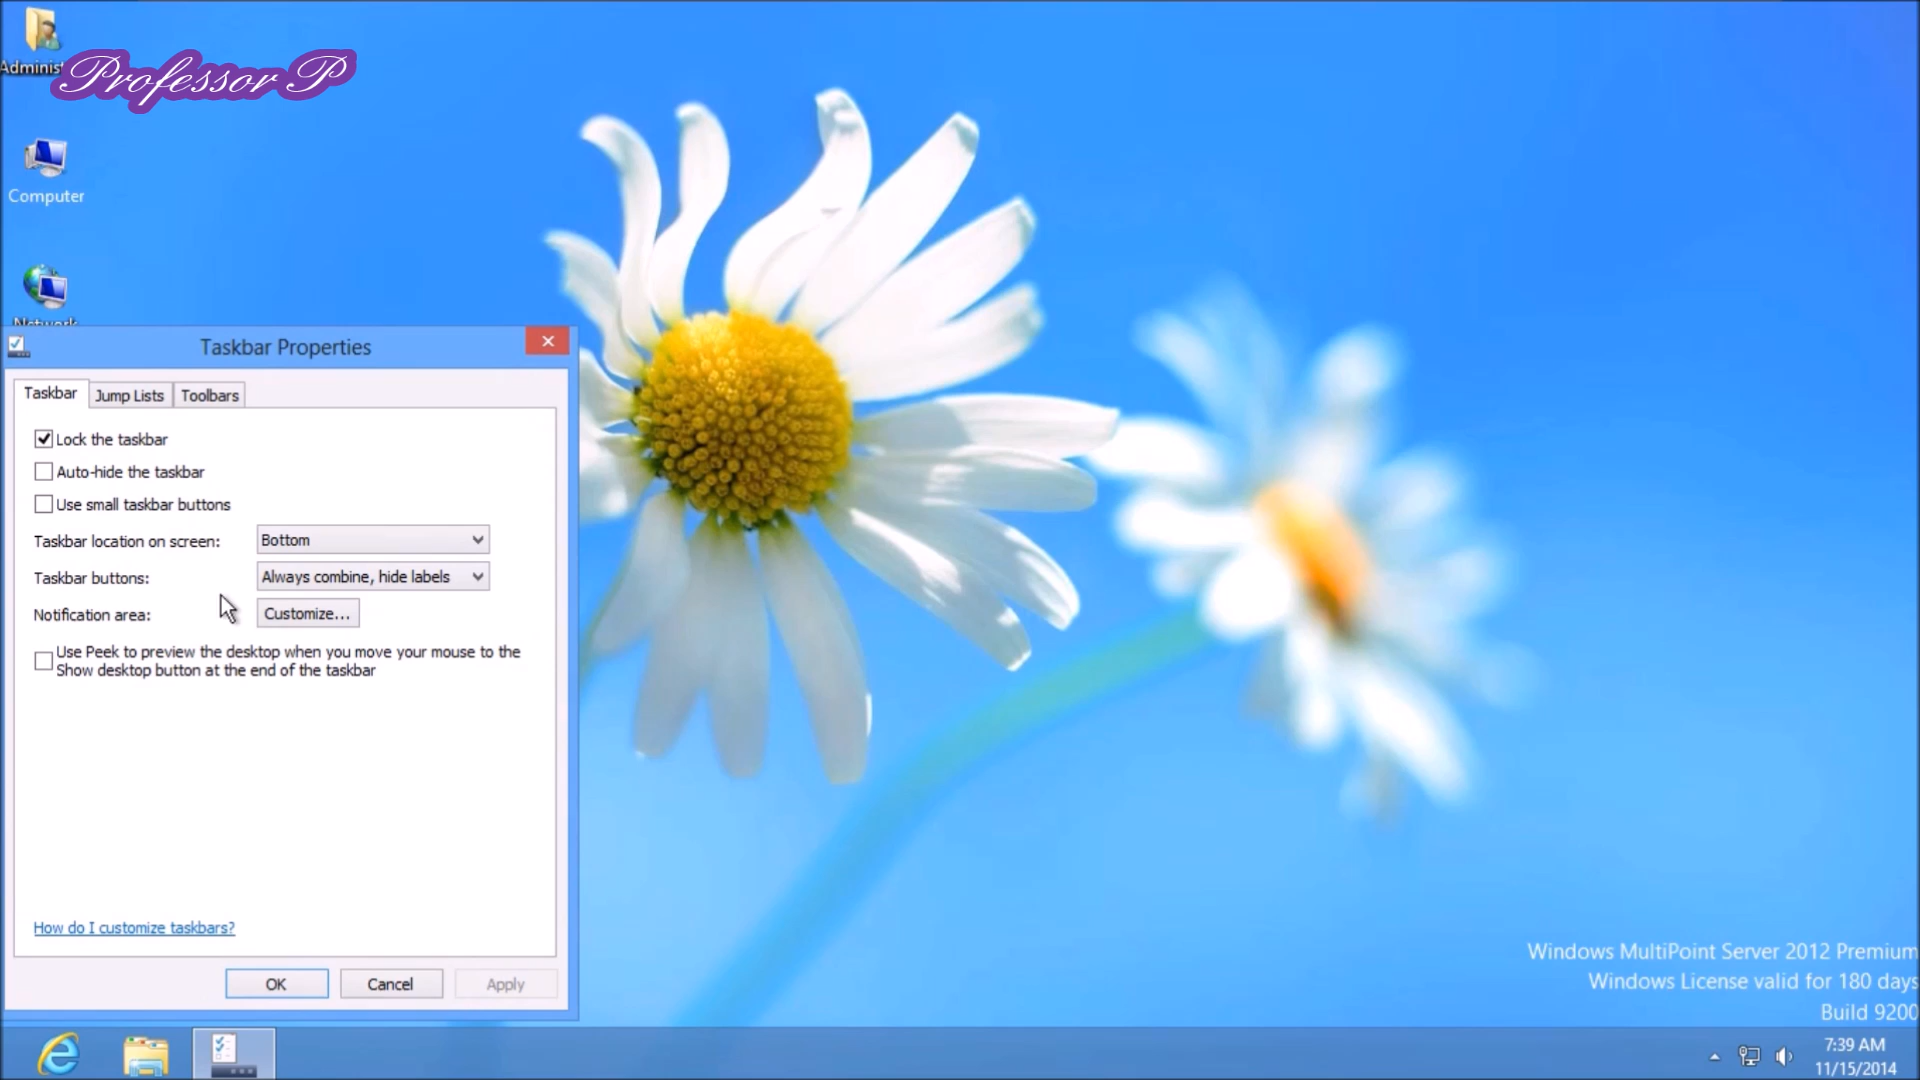 Professor P
Computer
Network
Taskbar Properties
Taskbar
Jump Lists
Toolbars
Lock the taskbar
Auto-hide the taskbar
Use small taskbar buttons
Taskbar location on screen:
Bottom
Taskbar buttons:
Always combine, hide labels
Notification area:
Customize...
Use Peek to preview the desktop when you move your mouse to the
Show desktop button at the end of the taskbar
How do I customize taskbars?
OK
Cancel
Apply
Windows MultiPoint Server 2012 Premium
Windows License valid for 180 days
Build 9200
7:39 AM
11/15/2014